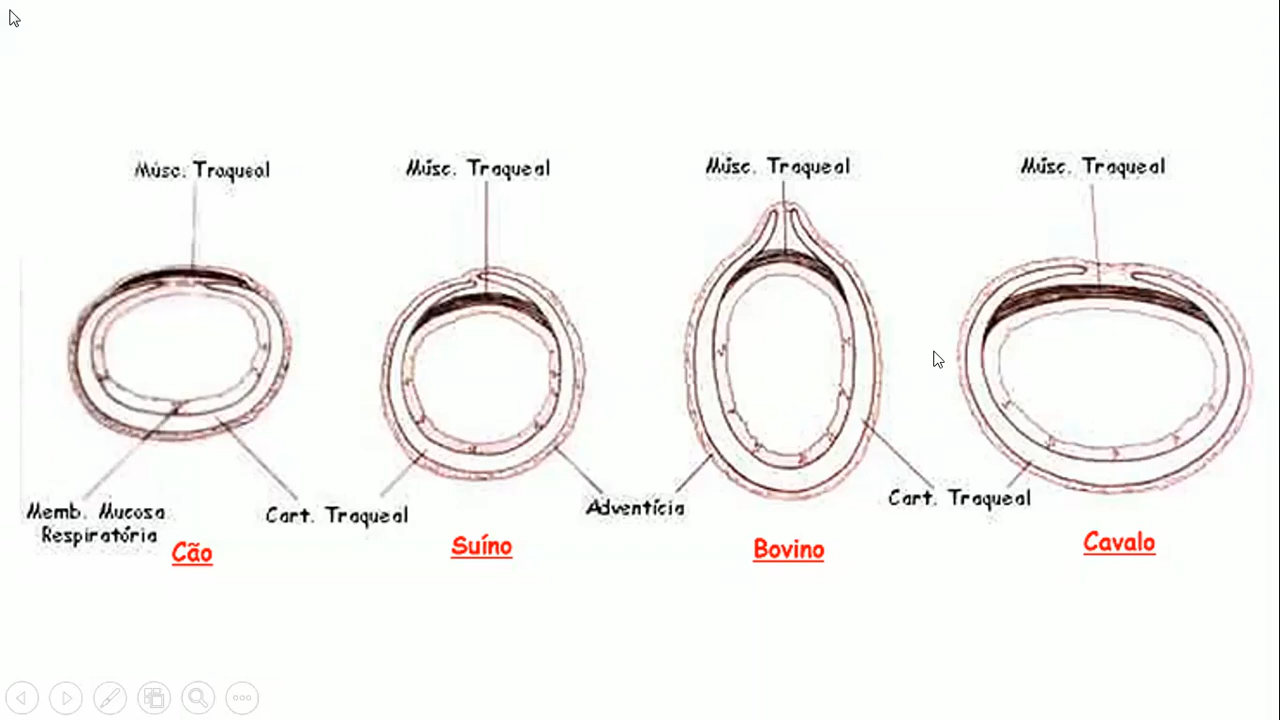 Músc. Traqueal
Músc. Traqueal
Músc. Traqueal
Músc. Traqueal
Memb. Mucosa
Respiratória
Cart. Traqueal
Adventícia
Cart. Traqueal
Cão
Suíno
Bovino
Cavalo